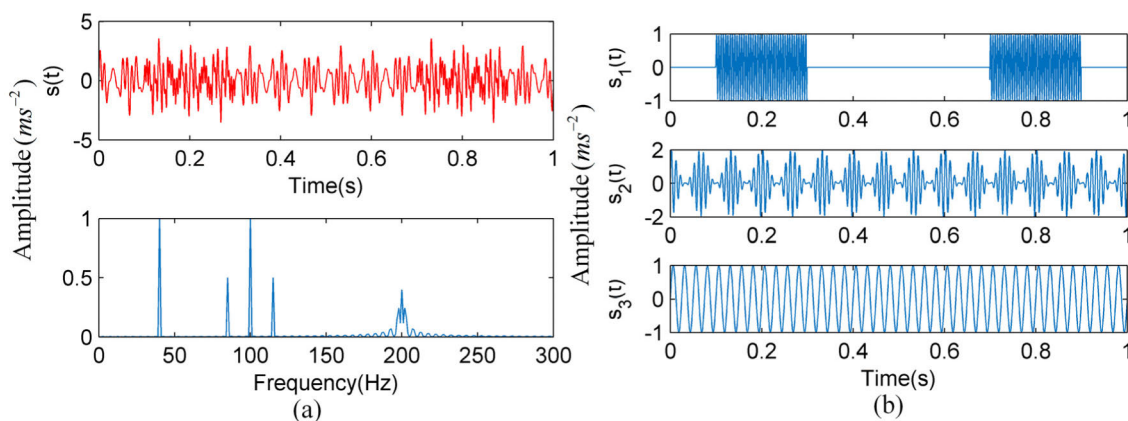 5
0
-5
s(t)
0 0.2 0.4 0.6 0.8 1
Time(s)
Amplitude(ms⁻²)
1
0.5
0
0 50 100 150 200 250 300
Frequency(Hz)
(a)
1
0
-1
s₁(t)
0 0.2 0.4 0.6 0.8 1
Amplitude(ms⁻²)
2
0
-2
s₂(t)
0 0.2 0.4 0.6 0.8 1
1
0
-1
s₃(t)
0 0.2 0.4 0.6 0.8 1
Time(s)
(b)